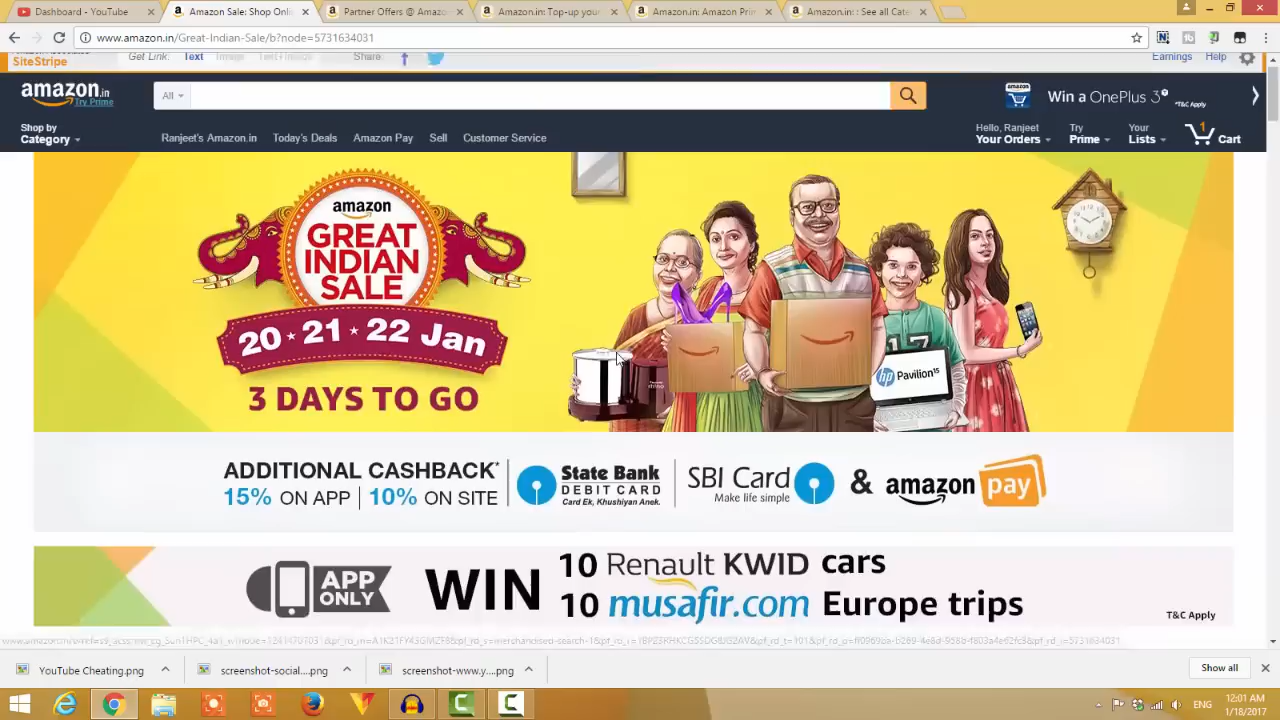 Dashboard - YouTube
Amazon Sale: Shop Onli
Partner Offers @ Amazo
Amazon.in: Top-up your
Amazon.in: Amazon Prim
Amazon.in: : See all Cate
www.amazon.in/Great-Indian-Sale/b?node=5731634031
SiteStripe
Get Link: Text Image Text+Image Share
Earnings Help
amazon.in
Try Prime
All
Win a OnePlus 3
*T&C Apply
Shop by
Category
Ranjeet's Amazon.in Today's Deals Amazon Pay Sell Customer Service
Hello, Ranjeet
Your Orders
Try
Prime
Your
Lists
1
Cart
amazon
GREAT
INDIAN
SALE
20 ★ 21 ★ 22 Jan
3 DAYS TO GO
17
hp Pavilion15
ADDITIONAL CASHBACK*
15% ON APP | 10% ON SITE
State Bank
DEBIT CARD
Card Ek, Khushiyan Anek.
SBI Card
Make life simple
& amazon pay
APP
ONLY
WIN
10 Renault KWID cars
10 musafir.com Europe trips
T&C Apply
YouTube Cheating.png
screenshot-social....png
screenshot-www.y....png
Show all
ENG
12:01 AM
1/18/2017